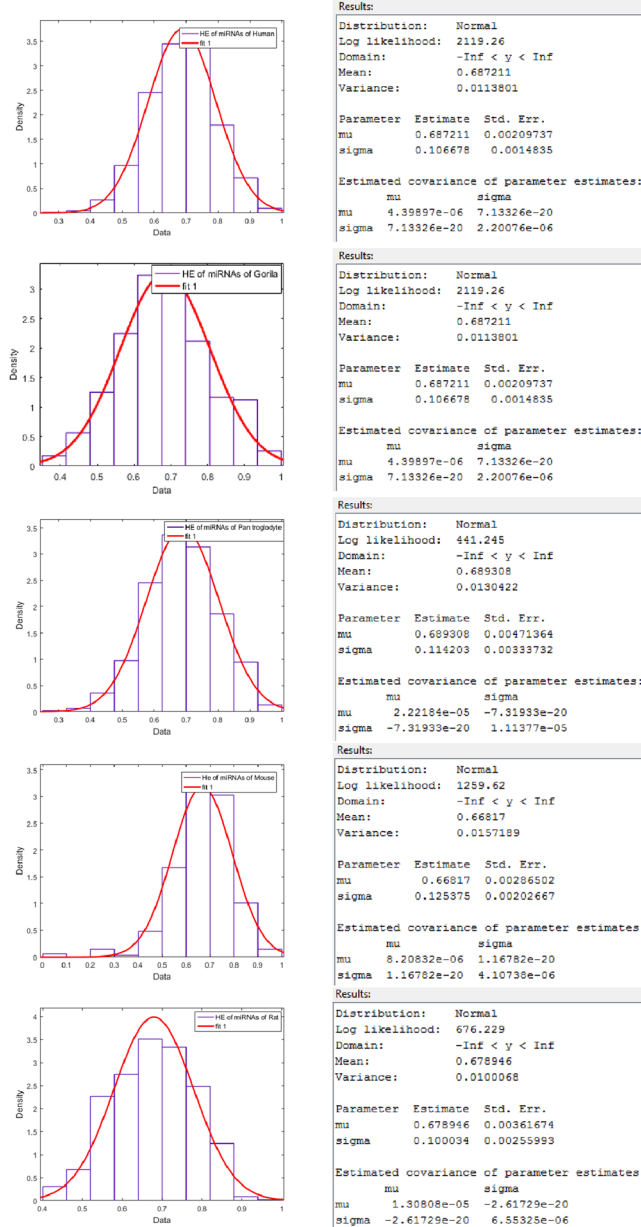 HE of miRNAs of Human
fit 1
3.5
3
2.5
2
1.5
1
0.5
0
0.3 0.4 0.5 0.6 0.7 0.8 0.9 1
Density
Data
Results:
Distribution: Normal
Log likelihood: 2119.26
Domain: -Inf < y < Inf
Mean: 0.687211
Variance: 0.0113801
Parameter Estimate Std. Err.
mu 0.687211 0.00209737
sigma 0.106678 0.0014835
Estimated covariance of parameter estimates:
mu sigma
mu 4.39897e-06 7.13326e-20
sigma 7.13326e-20 2.20076e-06
HE of miRNAs of Gorila
fit 1
3
2.5
2
1.5
1
0.5
0
0.4 0.5 0.6 0.7 0.8 0.9 1
Density
Data
Results:
Distribution: Normal
Log likelihood: 2119.26
Domain: -Inf < y < Inf
Mean: 0.687211
Variance: 0.0113801
Parameter Estimate Std. Err.
mu 0.687211 0.00209737
sigma 0.106678 0.0014835
Estimated covariance of parameter estimates:
mu sigma
mu 4.39897e-06 7.13326e-20
sigma 7.13326e-20 2.20076e-06
HE of miRNAs of Pan troglodyte
fit 1
3.5
3
2.5
2
1.5
1
0.5
0
0.3 0.4 0.5 0.6 0.7 0.8 0.9 1
Density
Data
Results:
Distribution: Normal
Log likelihood: 441.245
Domain: -Inf < y < Inf
Mean: 0.689308
Variance: 0.0130422
Parameter Estimate Std. Err.
mu 0.689308 0.00471364
sigma 0.114203 0.00333732
Estimated covariance of parameter estimates:
mu sigma
mu 2.22184e-05 -7.31933e-20
sigma -7.31933e-20 1.11377e-05
He of miRNAs of Mouse
fit 1
3.5
3
2.5
2
1.5
1
0.5
0
0 0.1 0.2 0.3 0.4 0.5 0.6 0.7 0.8 0.9 1
Density
Data
Results:
Distribution: Normal
Log likelihood: 1259.62
Domain: -Inf < y < Inf
Mean: 0.66817
Variance: 0.0157189
Parameter Estimate Std. Err.
mu 0.66817 0.00286502
sigma 0.125375 0.00202667
Estimated covariance of parameter estimates
mu sigma
mu 8.20832e-06 1.16782e-20
sigma 1.16782e-20 4.10738e-06
HE of miRNAs of Rat
fit 1
4
3.5
3
2.5
2
1.5
1
0.5
0
0.4 0.5 0.6 0.7 0.8 0.9 1
Density
Data
Results:
Distribution: Normal
Log likelihood: 676.229
Domain: -Inf < y < Inf
Mean: 0.678946
Variance: 0.0100068
Parameter Estimate Std. Err.
mu 0.678946 0.00361674
sigma 0.100034 0.00255993
Estimated covariance of parameter estimates
mu sigma
mu 1.30808e-05 -2.61729e-20
sigma -2.61729e-20 6.55325e-06